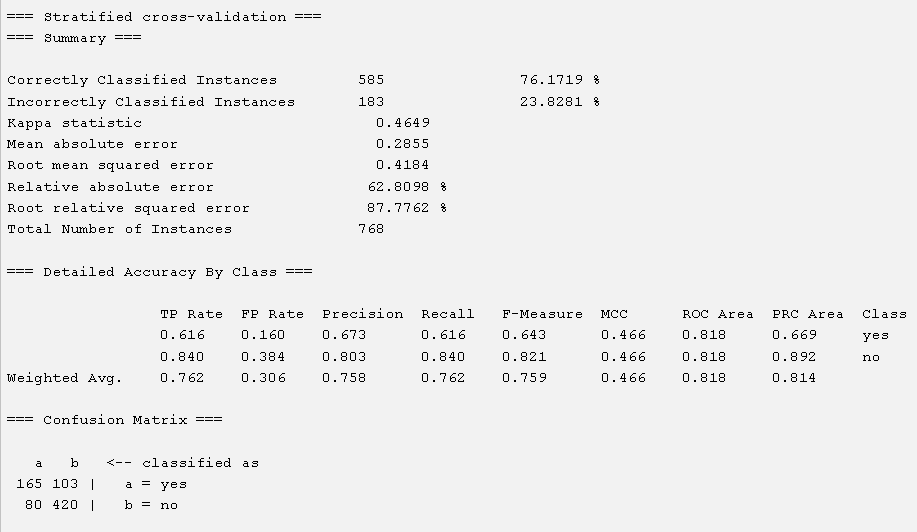 === Stratified cross-validation ===
=== Summary ===
Correctly Classified Instances 585 76.1719 %
Incorrectly Classified Instances 183 23.8281 %
Kappa statistic 0.4649
Mean absolute error 0.2855
Root mean squared error 0.4184
Relative absolute error 62.8098 %
Root relative squared error 87.7762 %
Total Number of Instances 768
=== Detailed Accuracy By Class ===
TP Rate FP Rate Precision Recall F-Measure MCC ROC Area PRC Area Class
0.616 0.160 0.673 0.616 0.643 0.466 0.818 0.669 yes
0.840 0.384 0.803 0.840 0.821 0.466 0.818 0.892 no
Weighted Avg. 0.762 0.306 0.758 0.762 0.759 0.466 0.818 0.814
=== Confusion Matrix ===
a b <-- classified as
165 103 | a = yes
80 420 | b = no